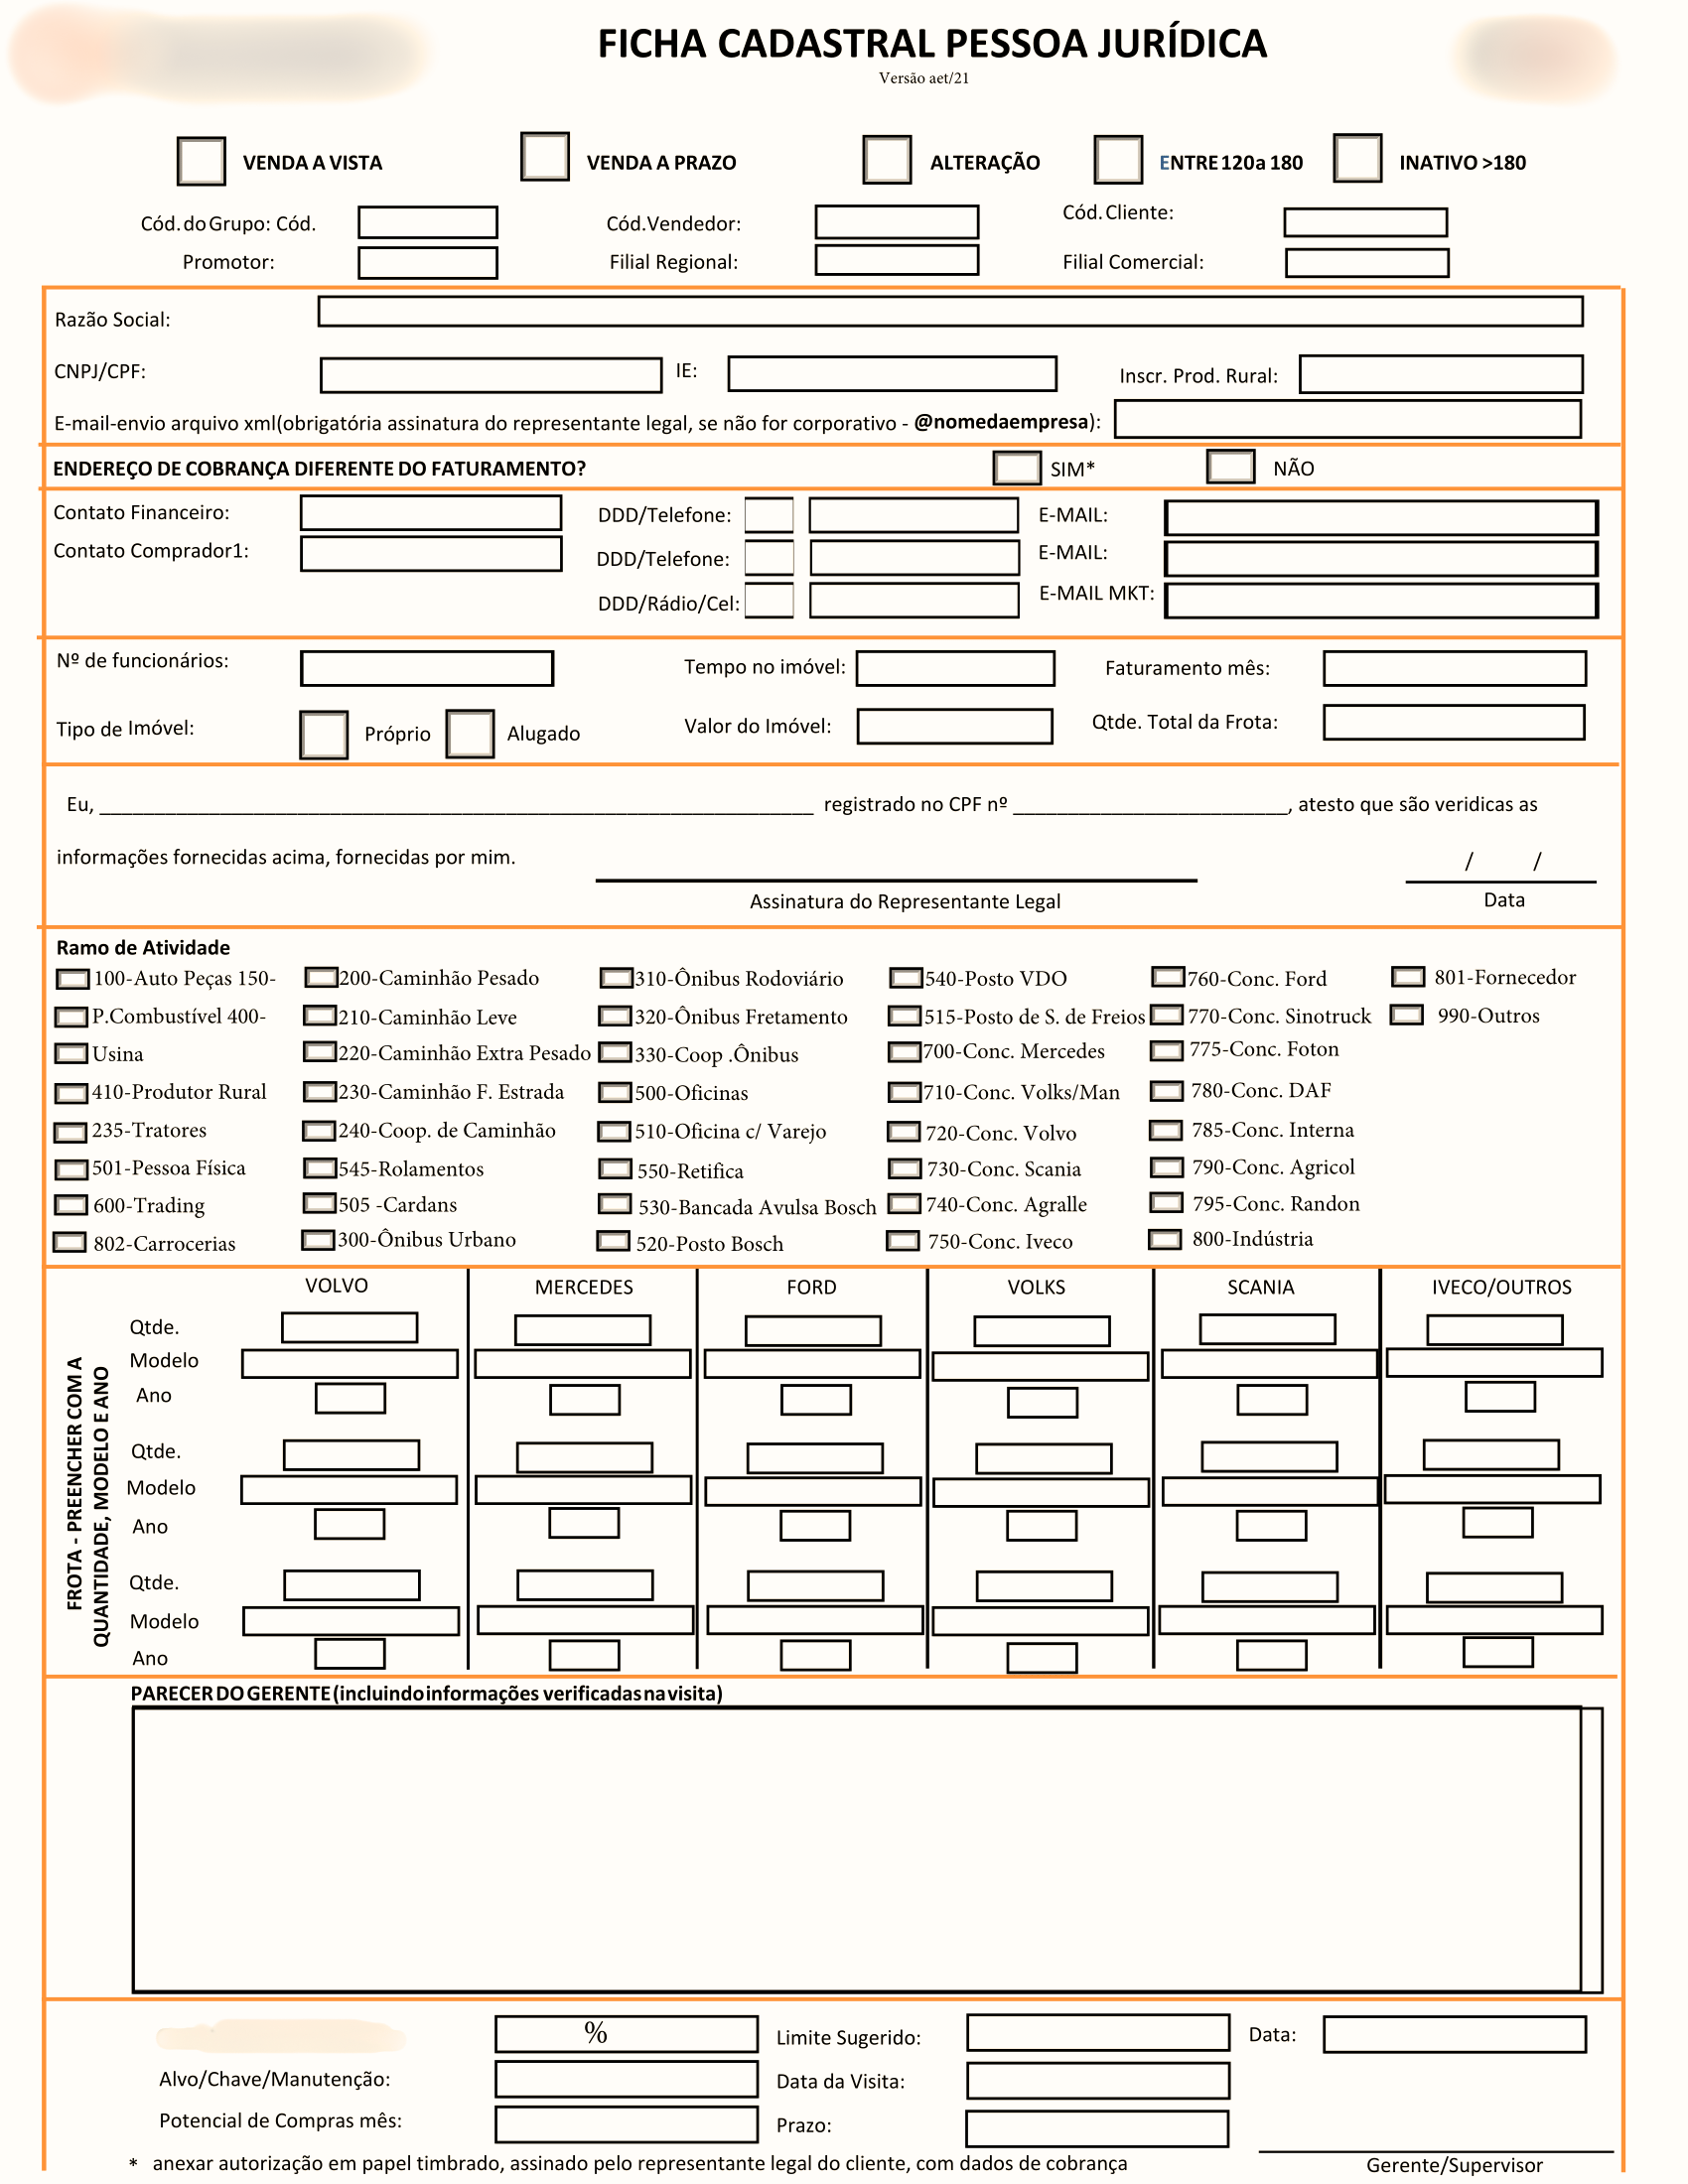 FICHA CADASTRAL PESSOA JURÍDICA
Versão aet/21
VENDA A VISTA VENDA A PRAZO ALTERAÇÃO ENTRE 120a 180 INATIVO >180
Cód. do Grupo: Cód. Cód.Vendedor: Cód. Cliente:
Promotor: Filial Regional: Filial Comercial:
Razão Social:
CNPJ/CPF: IE: Inscr. Prod. Rural:
E-mail-envio arquivo xml(obrigatória assinatura do representante legal, se não for corporativo - @nomedaempresa):
ENDEREÇO DE COBRANÇA DIFERENTE DO FATURAMENTO? SIM* NÃO
Contato Financeiro: DDD/Telefone: E-MAIL:
Contato Comprador1: DDD/Telefone: E-MAIL:
DDD/Rádio/Cel: E-MAIL MKT:
Nº de funcionários: Tempo no imóvel: Faturamento mês:
Tipo de Imóvel: Próprio Alugado Valor do Imóvel: Qtde. Total da Frota:
Eu, _____ registrado no CPF nº _____, atesto que são veridicas as
informações fornecidas acima, fornecidas por mim. / /
Assinatura do Representante Legal Data
Ramo de Atividade
100-Auto Peças 150- 200-Caminhão Pesado 310-Ônibus Rodoviário 540-Posto VDO 760-Conc. Ford 801-Fornecedor
P.Combustível 400- 210-Caminhão Leve 320-Ônibus Fretamento 515-Posto de S. de Freios 770-Conc. Sinotruck 990-Outros
Usina 220-Caminhão Extra Pesado 330-Coop .Ônibus 700-Conc. Mercedes 775-Conc. Foton
410-Produtor Rural 230-Caminhão F. Estrada 500-Oficinas 710-Conc. Volks/Man 780-Conc. DAF
235-Tratores 240-Coop. de Caminhão 510-Oficina c/ Varejo 720-Conc. Volvo 785-Conc. Interna
501-Pessoa Física 545-Rolamentos 550-Retifica 730-Conc. Scania 790-Conc. Agricol
600-Trading 505 -Cardans 530-Bancada Avulsa Bosch 740-Conc. Agralle 795-Conc. Randon
802-Carrocerias 300-Ônibus Urbano 520-Posto Bosch 750-Conc. Iveco 800-Indústria
VOLVO MERCEDES FORD VOLKS SCANIA IVECO/OUTROS
FROTA - PREENCHER COM A
QUANTIDADE, MODELO E ANO
Qtde.
Modelo
Ano
Qtde.
Modelo
Ano
Qtde.
Modelo
Ano
PARECER DO GERENTE (incluindo informações verificadas na visita)
% Limite Sugerido: Data:
Alvo/Chave/Manutenção: Data da Visita:
Potencial de Compras mês: Prazo:
* anexar autorização em papel timbrado, assinado pelo representante legal do cliente, com dados de cobrança
Gerente/Supervisor